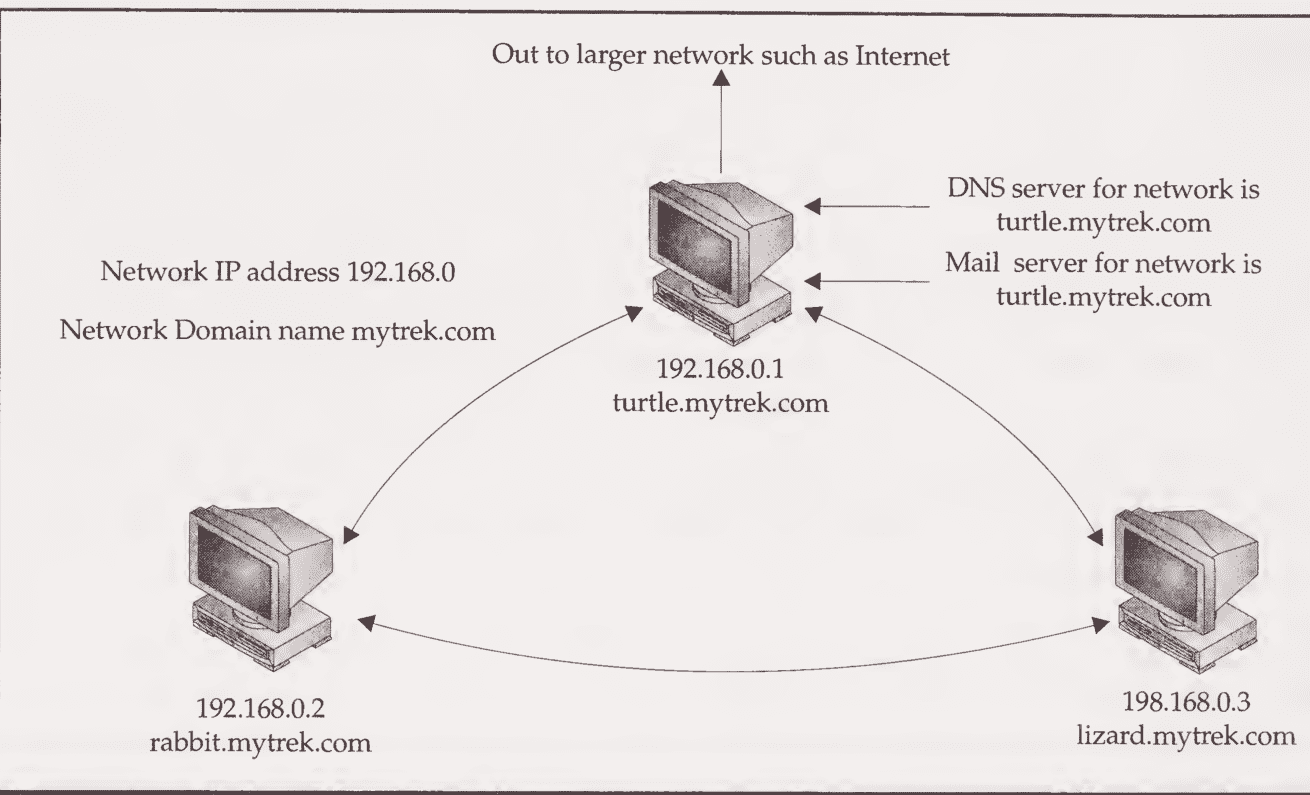 Out to larger network such as Internet
DNS server for network is
turtle.mytrek.com
Mail server for network is
turtle.mytrek.com
Network IP address 192.168.0
Network Domain name mytrek.com
192.168.0.1
turtle.mytrek.com
192.168.0.2
rabbit.mytrek.com
198.168.0.3
lizard.mytrek.com